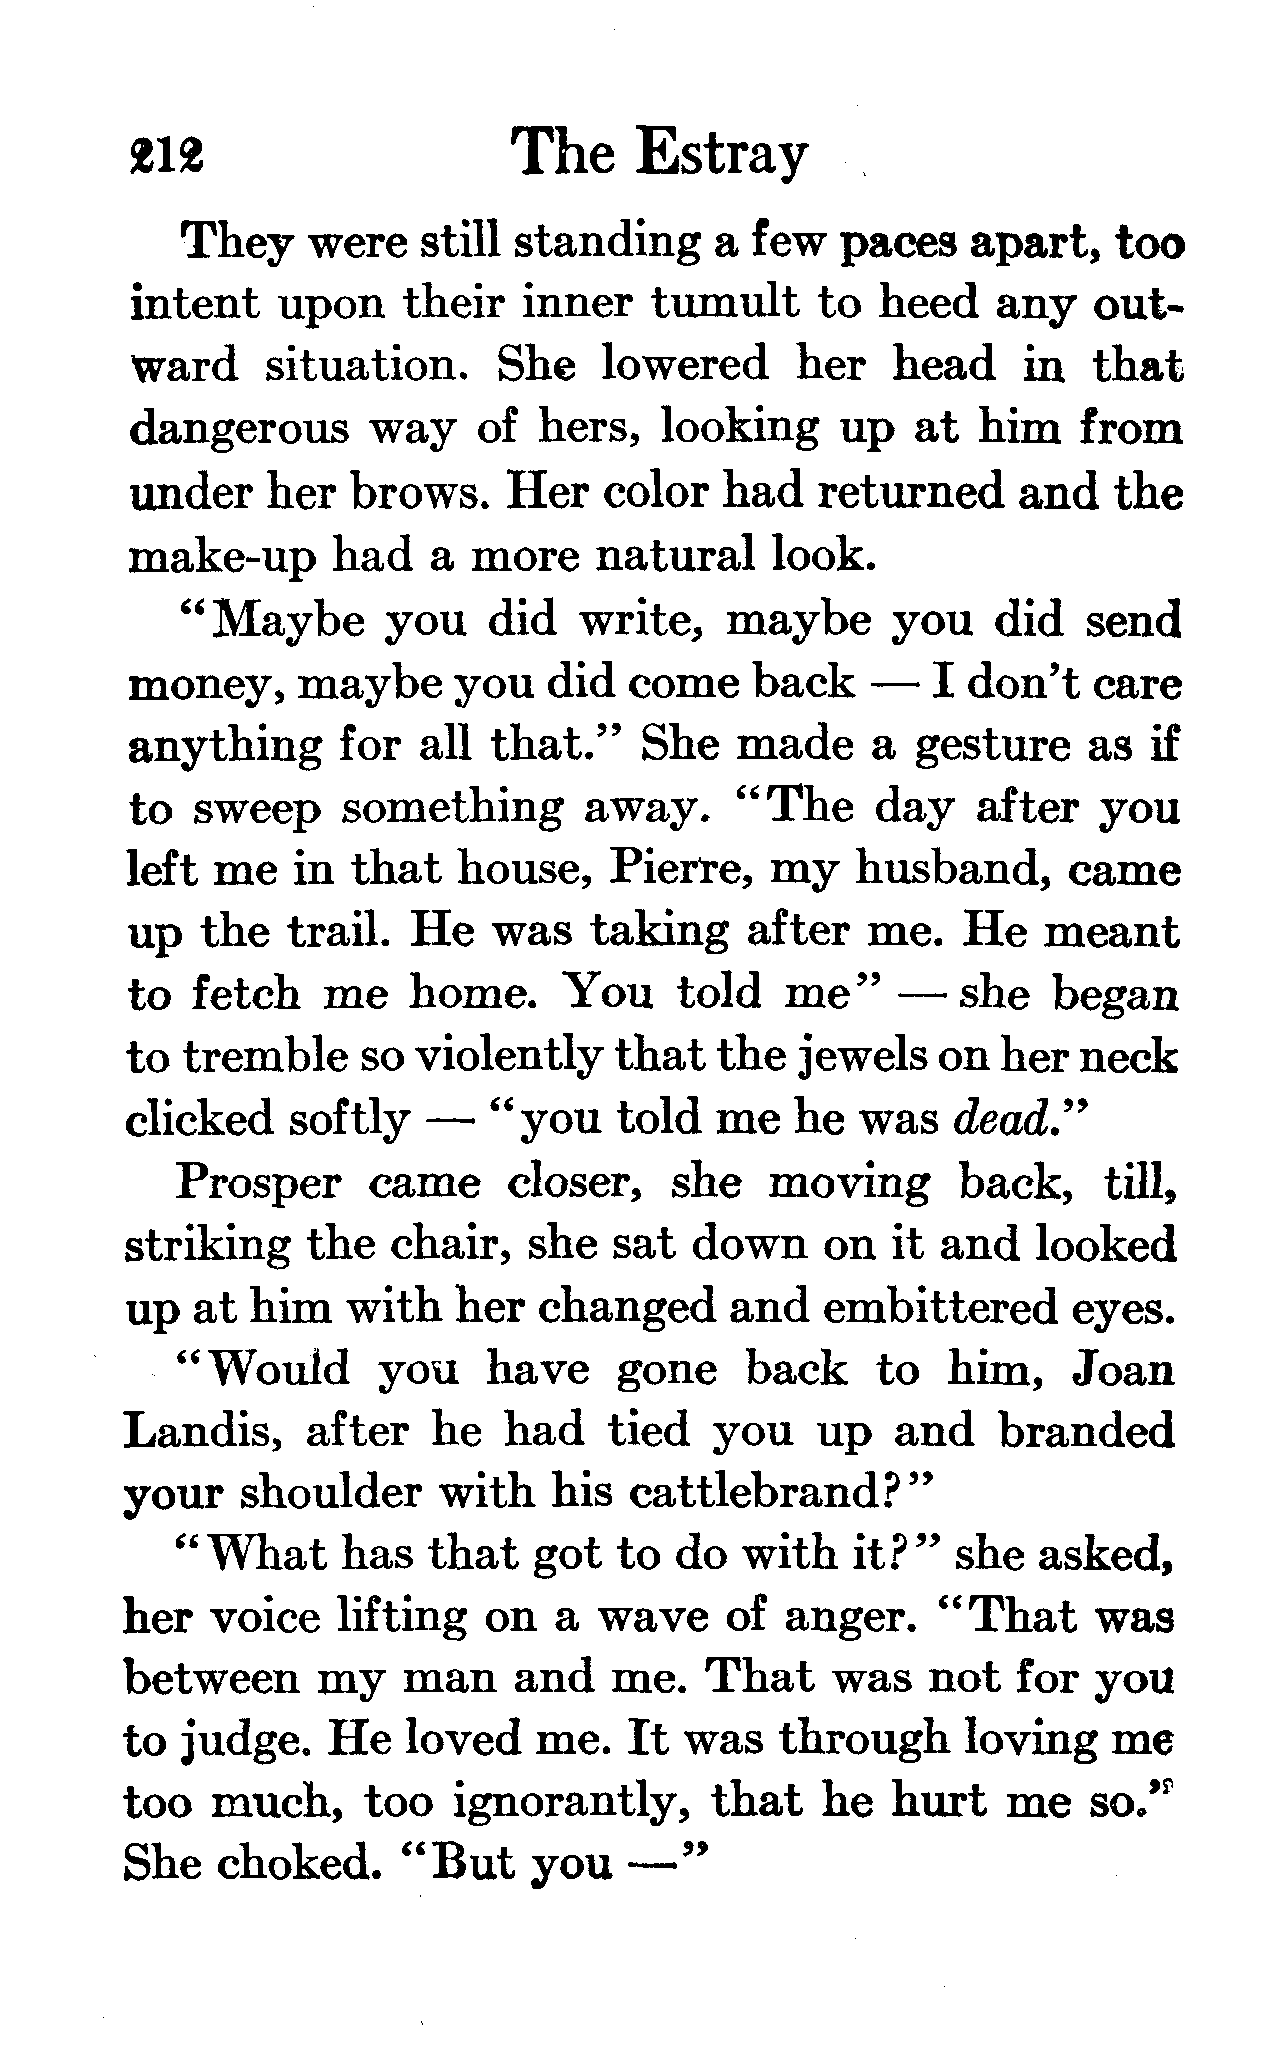 212 The Estray
They were still standing a few paces apart, too
intent upon their inner tumult to heed any out-
ward situation. She lowered her head in that
dangerous way of hers, looking up at him from
under her brows. Her color had returned and the
make-up had a more natural look.
“Maybe you did write, maybe you did send
money, maybe you did come back — I don't care
anything for all that.” She made a gesture as if
to sweep something away. “The day after you
left me in that house, Pierre, my husband, came
up the trail. He was taking after me. He meant
to fetch me home. You told me” — she began
to tremble so violently that the jewels on her neck
clicked softly — “you told me he was dead.”
Prosper came closer, she moving back, till,
striking the chair, she sat down on it and looked
up at him with her changed and embittered eyes.
“Would you have gone back to him, Joan
Landis, after he had tied you up and branded
your shoulder with his cattlebrand?”
“What has that got to do with it?” she asked,
her voice lifting on a wave of anger. “That was
between my man and me. That was not for you
to judge. He loved me. It was through loving me
too much, too ignorantly, that he hurt me so.”
She choked. “But you —”